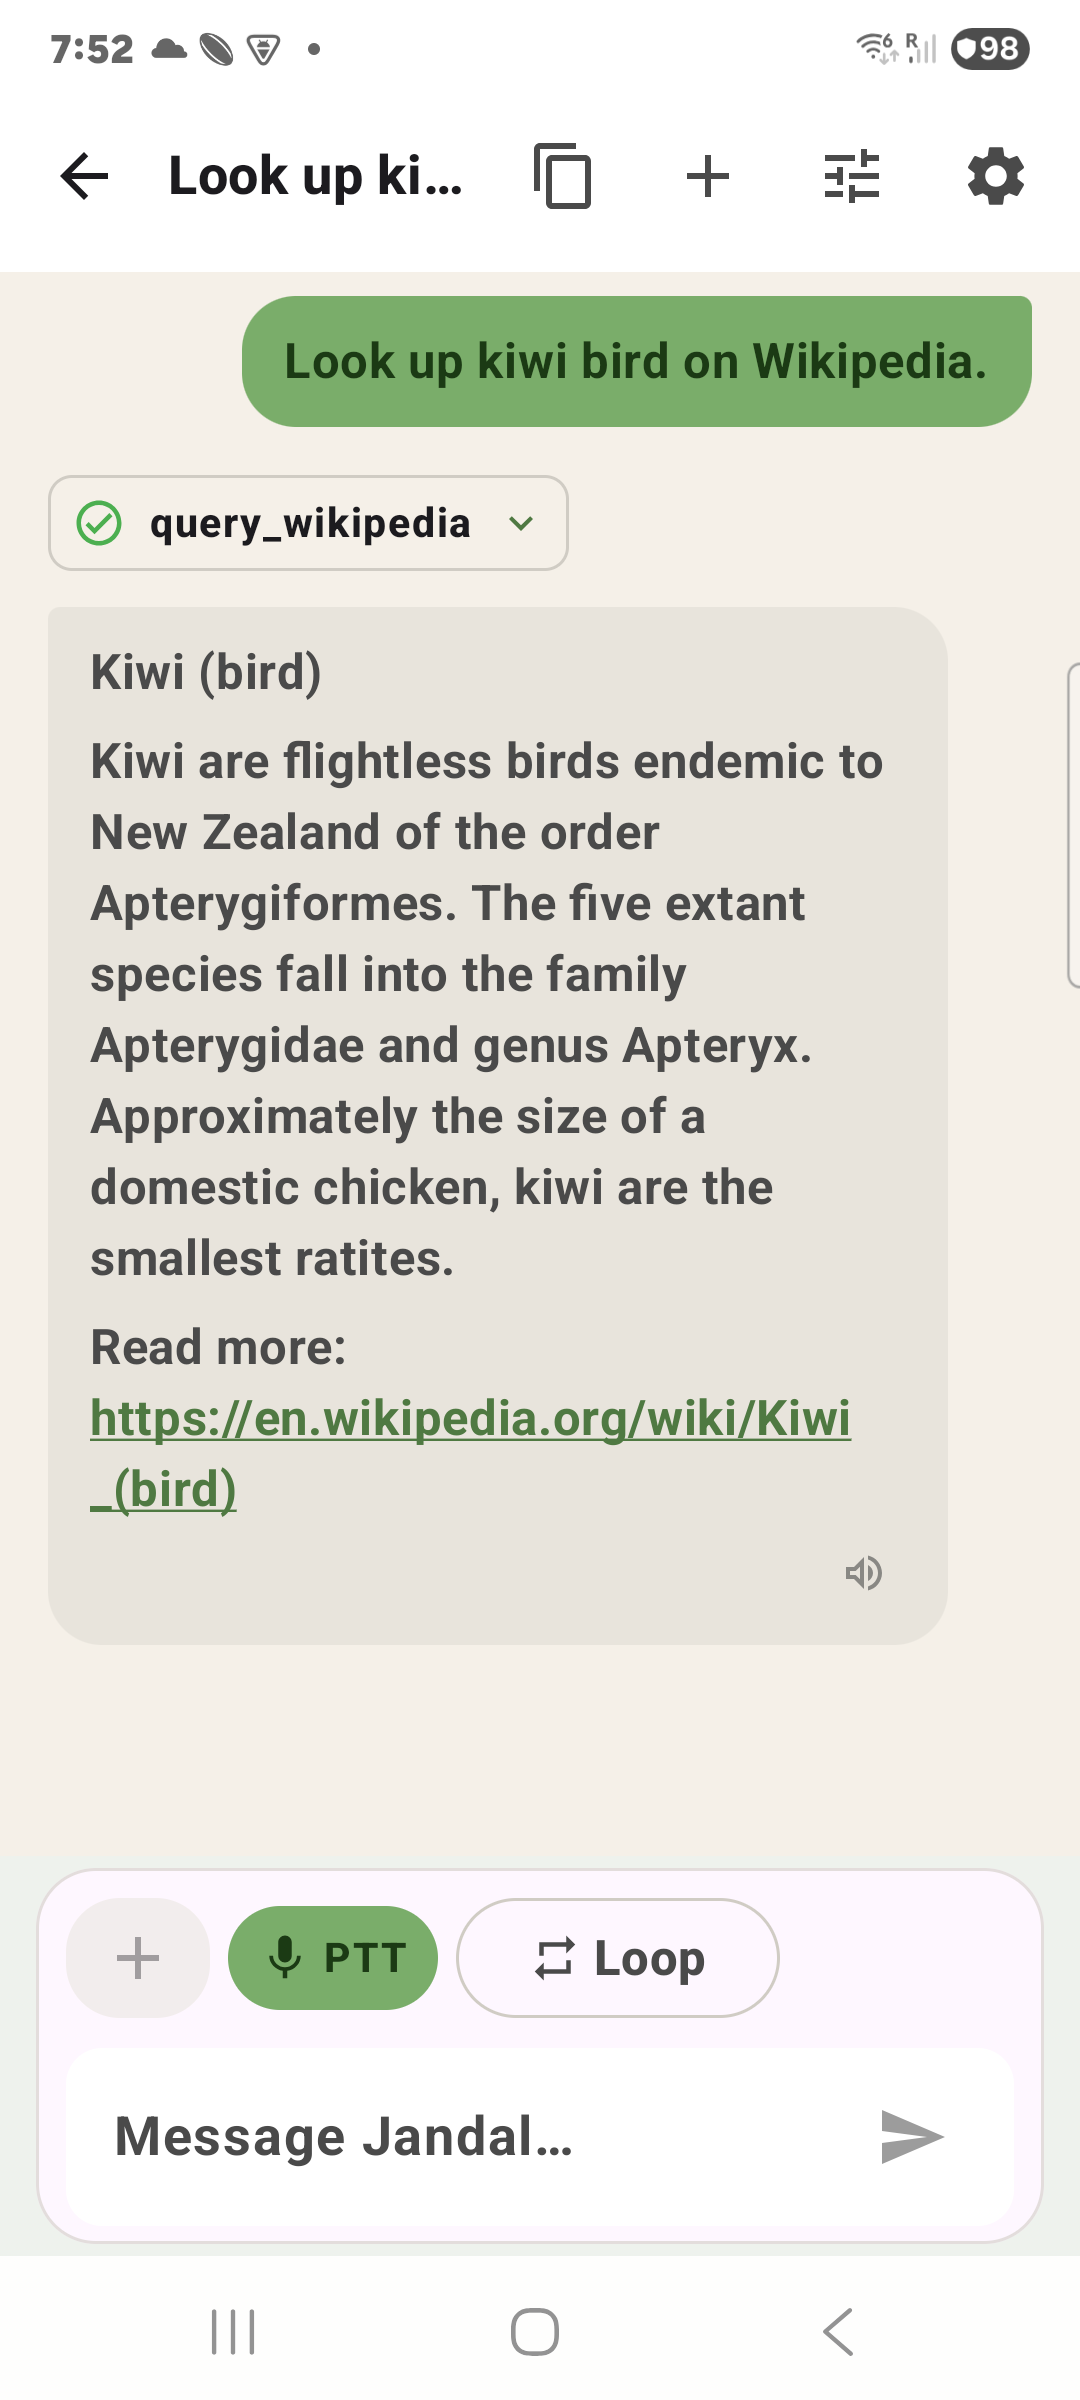 7:52
6
R
98
Look up ki...
Look up kiwi bird on Wikipedia.
query_wikipedia
Kiwi (bird)
Kiwi are flightless birds endemic to
New Zealand of the order
Apterygiformes. The five extant
species fall into the family
Apterygidae and genus Apteryx.
Approximately the size of a
domestic chicken, kiwi are the
smallest ratites.
Read more:
https://en.wikipedia.org/wiki/Kiwi
_(bird)
PTT
Loop
Message Jandal...